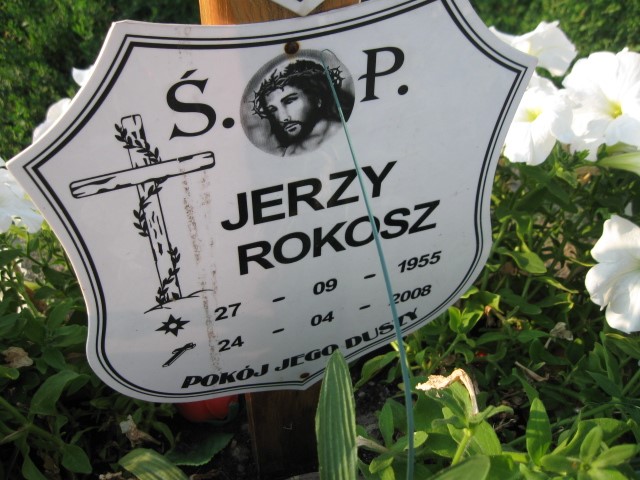 Ś. P.
JERZY
ROKOSZ
27 - 09 - 1955
24 - 04 - 2008
POKÓJ JEGO DUSZY